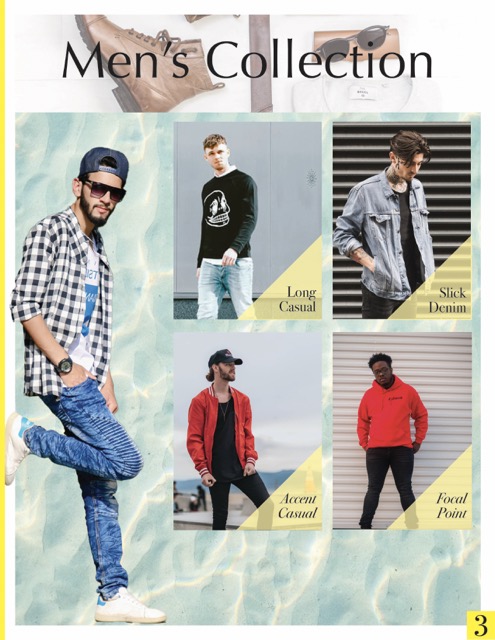 Men's Collection
Long
Casual
Slick
Denim
Accent
Casual
Focal
Point
3